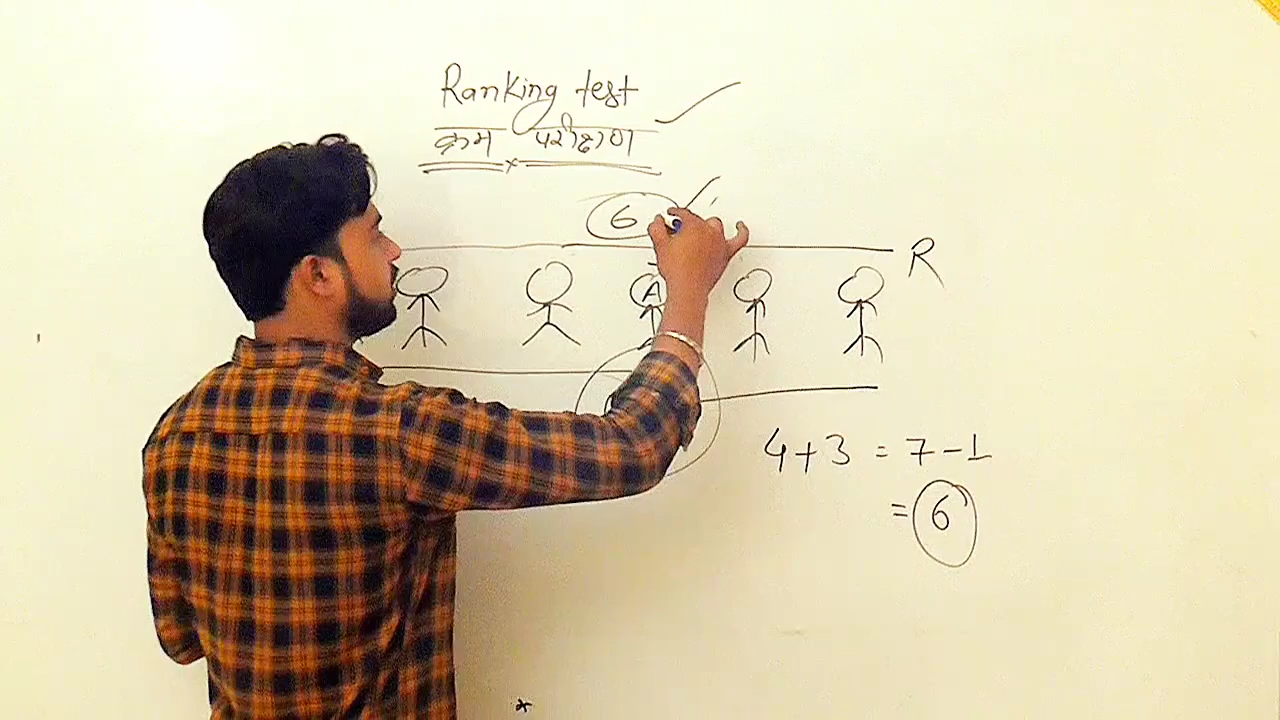 Ranking test
क्रम परीक्षण
6
R
A
4+3 = 7-1
= 6